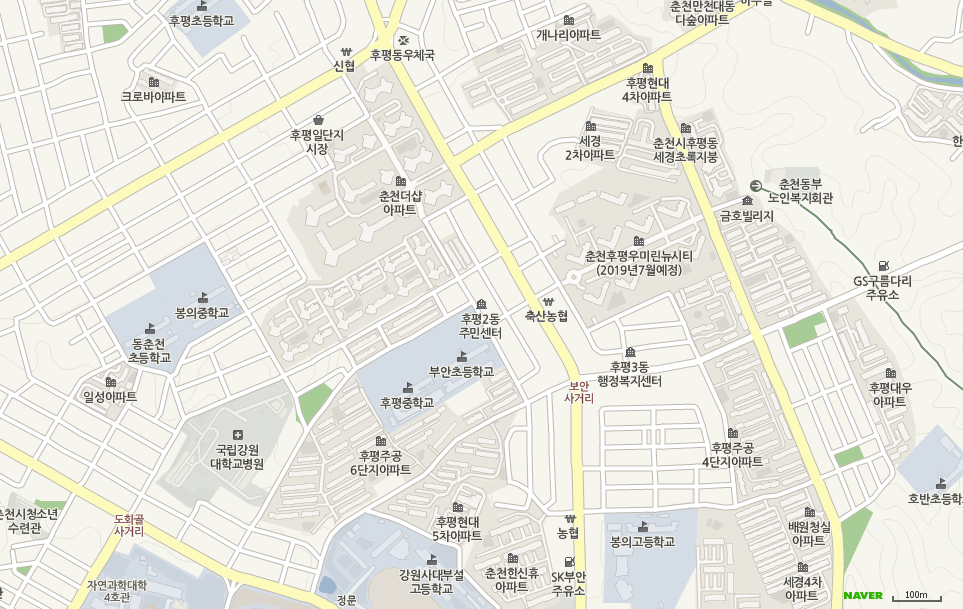 춘천만천대동
다숲아파트
후평초등학교
개나리아파트
후평동우체국
신협
후평현대
4차아파트
크로바아파트
후평일단지
시장
세경
2차아파트
춘천시후평동
세경초록지붕
춘천더샵
아파트
춘천동부
노인복지회관
금호빌리지
춘천후평우미린뉴시티
(2019년7월예정)
GS구름다리
주유소
봉의중학교
후평2동
주민센터
축산농협
동춘천
초등학교
부안초등학교
후평3동
행정복지센터
일성아파트
후평중학교
보안
사거리
후평대우
아파트
국립강원
대학교병원
후평주공
6단지아파트
후평주공
4단지아파트
호반초등학교
춘천시청소년
수련관
도회골
사거리
후평현대
5차아파트
농협
봉의고등학교
배원청실
아파트
자연과학대학
4호관
강원사대부설
고등학교
춘천한신휴
아파트
SK부안
주유소
세경4차
아파트
정문
NAVER
100m